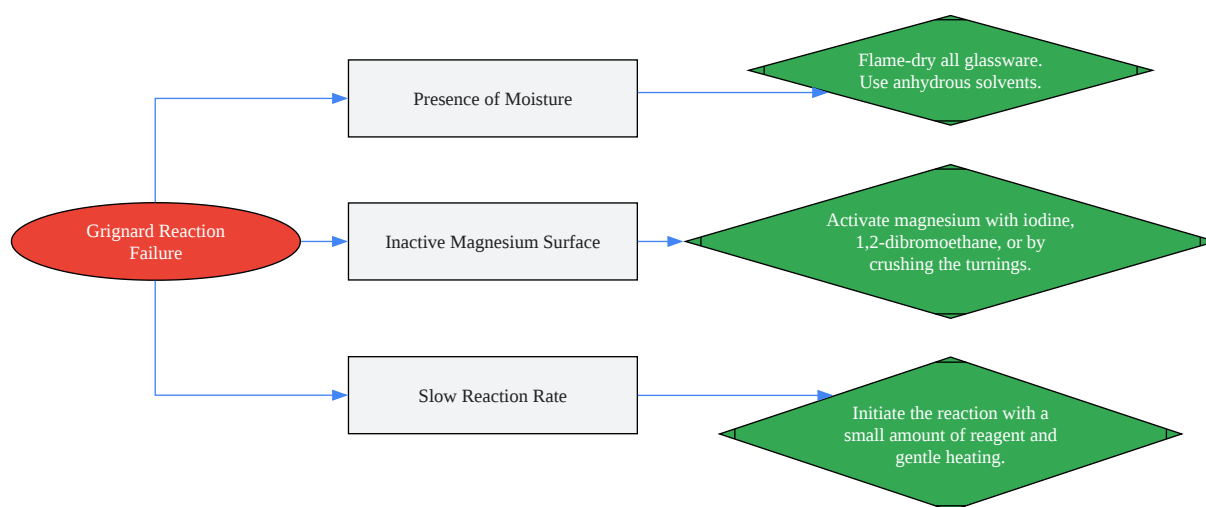 Flame-dry all glassware.
Use anhydrous solvents.
Presence of Moisture
Grignard Reaction
Failure
Inactive Magnesium Surface
Activate magnesium with iodine,
1,2-dibromoethane, or by
crushing the turnings.
Slow Reaction Rate
Initiate the reaction with a
small amount of reagent and
gentle heating.